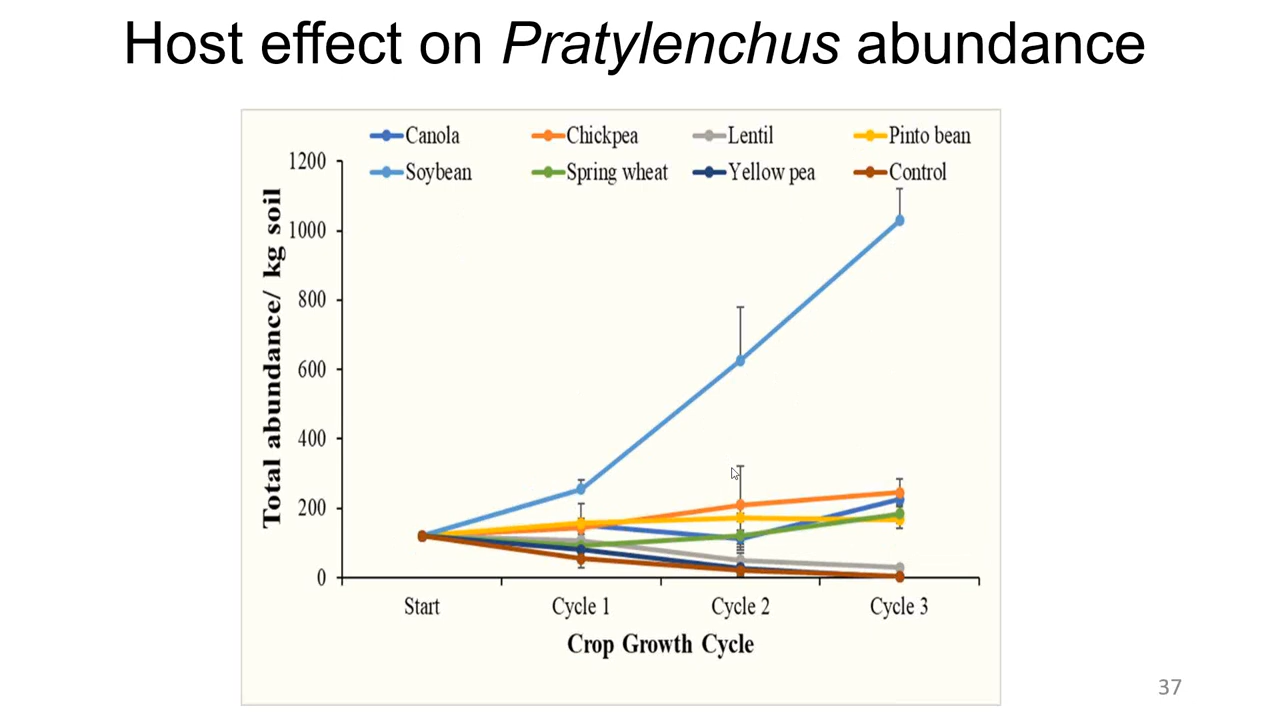 Host effect on Pratylenchus abundance
Canola Chickpea Lentil Pinto bean
Soybean Spring wheat Yellow pea Control
Total abundance/ kg soil
1200
1000
800
600
400
200
0
Start Cycle 1 Cycle 2 Cycle 3
Crop Growth Cycle
37